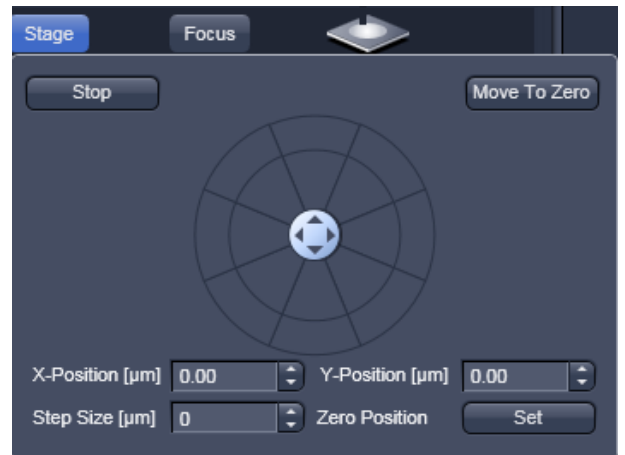 Stage Focus
Stop Move To Zero
X-Position [µm] 0.00 Y-Position [µm] 0.00
Step Size [µm] 0 Zero Position Set